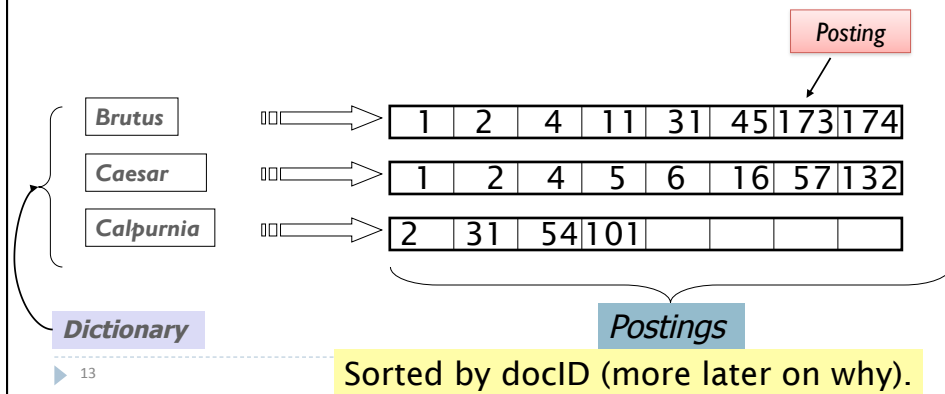 Posting
Brutus 1 2 4 11 31 45 173 174
Caesar 1 2 4 5 6 16 57 132
Calpurnia 2 31 54 101
Dictionary Postings
13 Sorted by docID (more later on why).